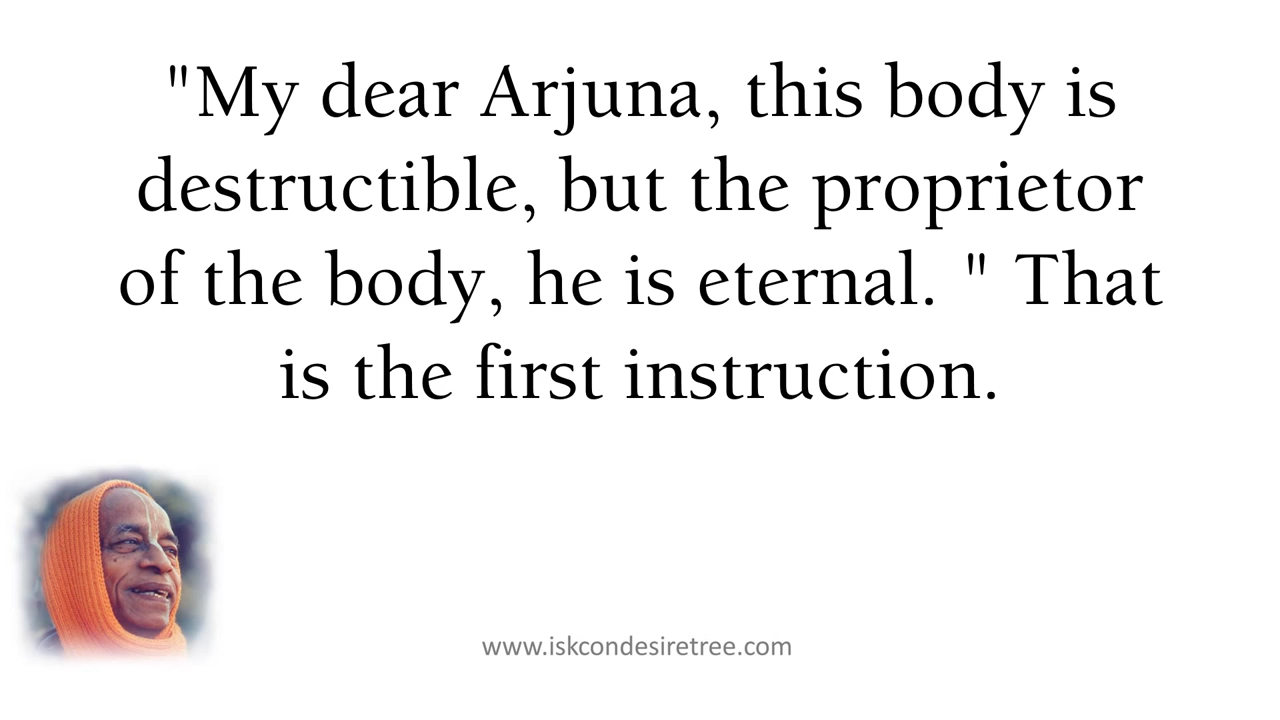 "My dear Arjuna, this body is
destructible, but the proprietor
of the body, he is eternal. " That
is the first instruction.
www.iskcondesiretree.com